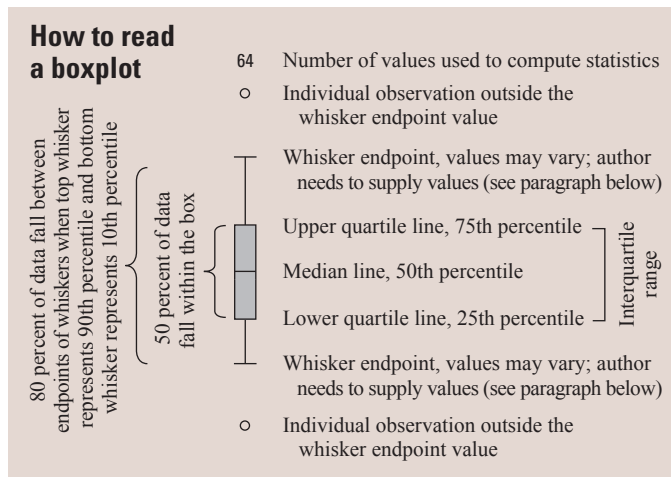 How to read
a boxplot
64 Number of values used to compute statistics
Individual observation outside the
whisker endpoint value
Whisker endpoint, values may vary; author
needs to supply values (see paragraph below)
Upper quartile line, 75th percentile
Median line, 50th percentile
Lower quartile line, 25th percentile
Interquartile
range
Whisker endpoint, values may vary; author
needs to supply values (see paragraph below)
Individual observation outside the
whisker endpoint value
80 percent of data fall between
endpoints of whiskers when top whisker
represents 90th percentile and bottom
whisker represents 10th percentile
50 percent of data
fall within the box